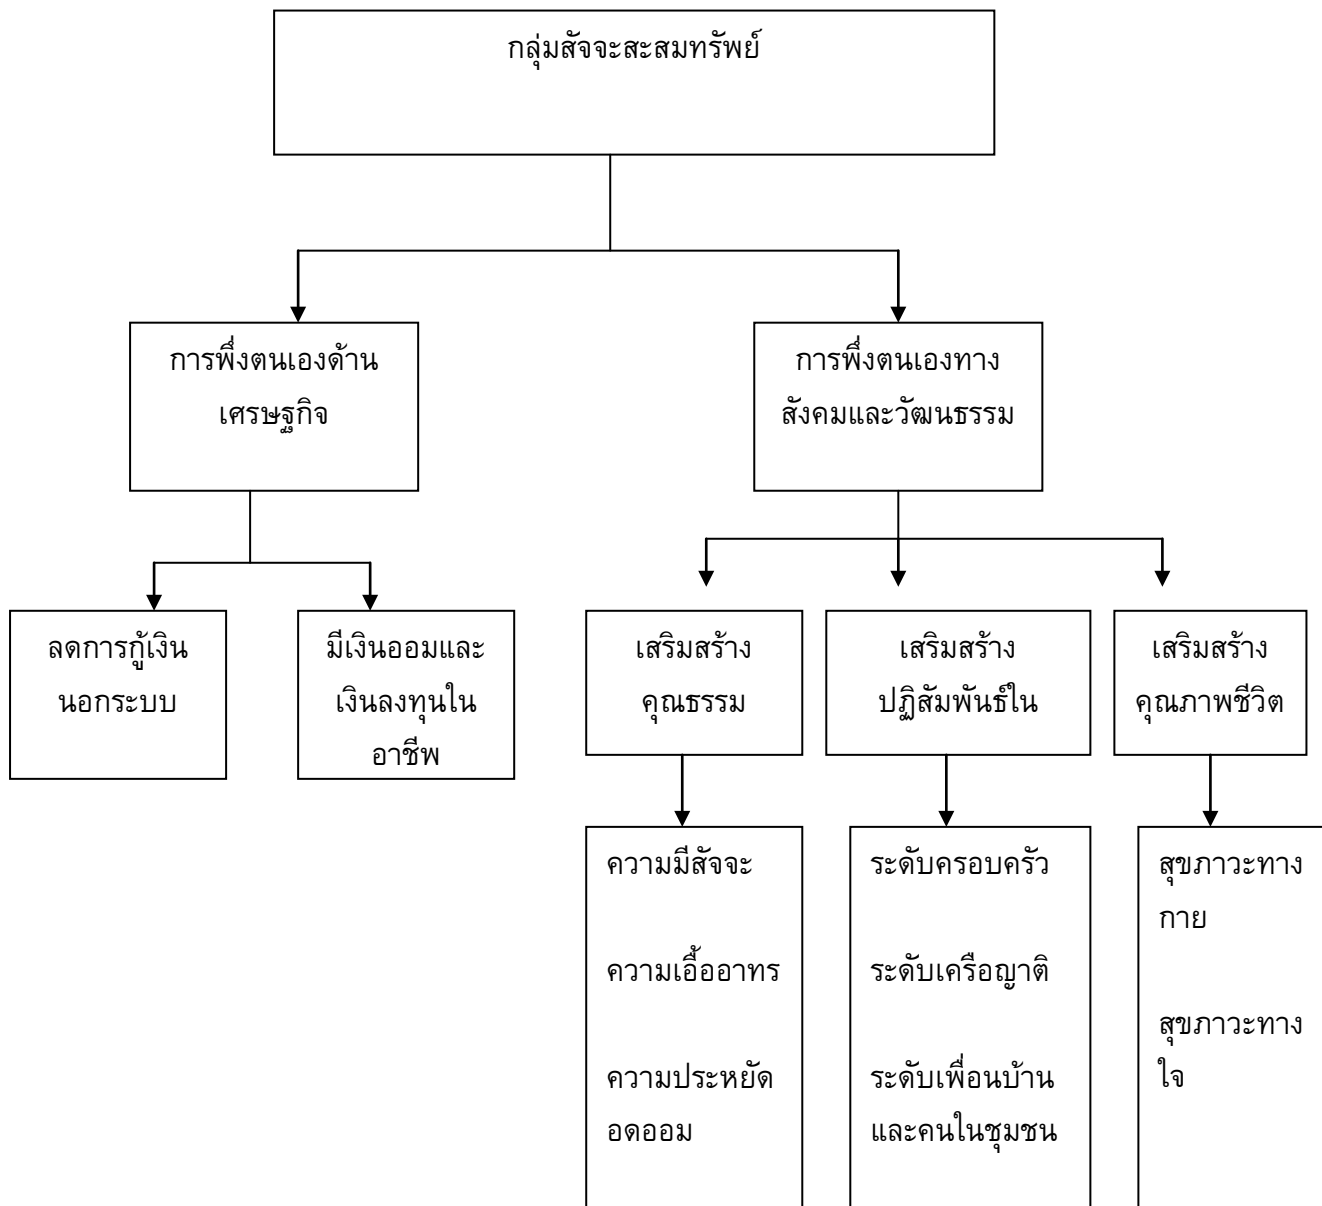 กลุ่มสัจจะสะสมทรัพย์
การพึ่งตนเองด้าน
เศรษฐกิจ
การพึ่งตนเองทาง
สังคมและวัฒนธรรม
ลดการกู้เงิน
นอกระบบ
มีเงินออมและ
เงินลงทุนใน
อาชีพ
เสริมสร้าง
คุณธรรม
เสริมสร้าง
ปฏิสัมพันธ์ใน
เสริมสร้าง
คุณภาพชีวิต
ความมีสัจจะ
ความเอื้ออาทร
ความประหยัด
อดออม
ระดับครอบครัว
ระดับเครือญาติ
ระดับเพื่อนบ้าน
และคนในชุมชน
สุขภาวะทาง
กาย
สุขภาวะทาง
ใจ